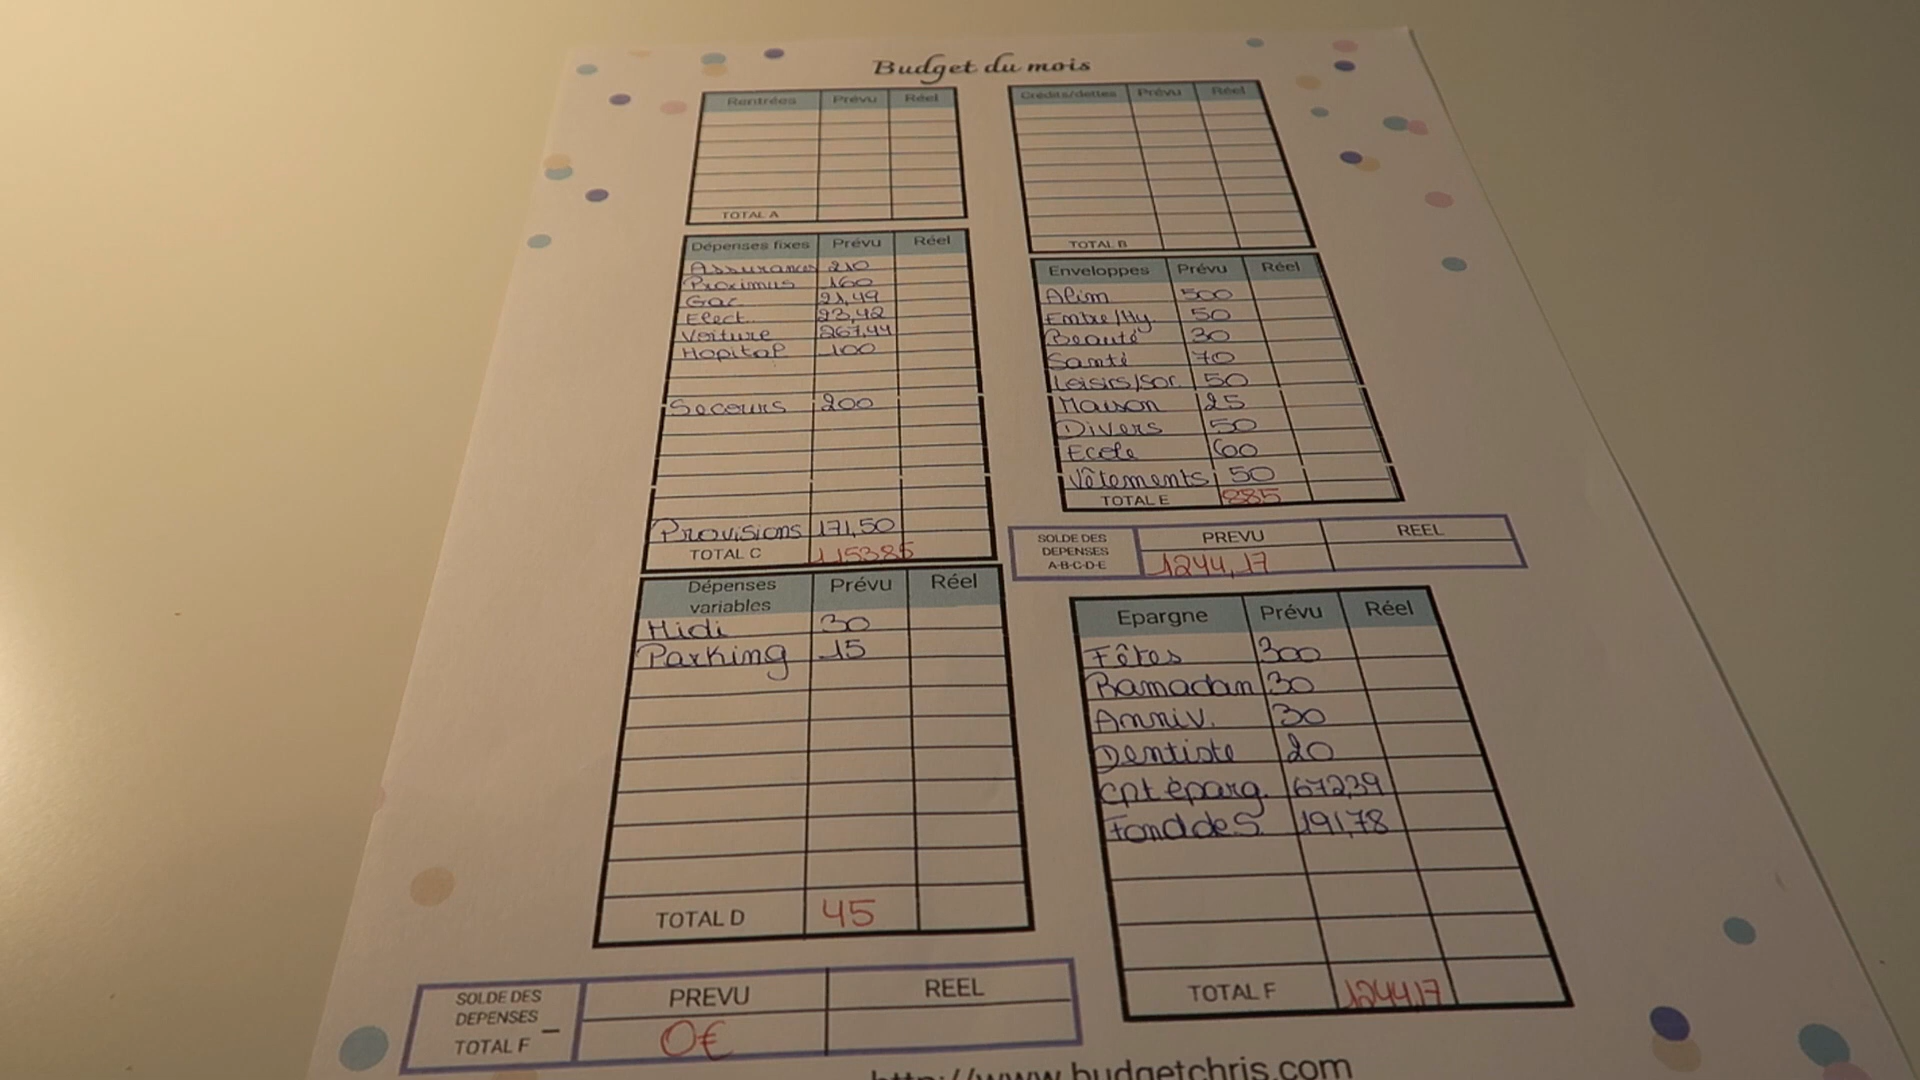 Budget du mois
Rentrées Prévu Réel
TOTAL A
Crédits/dettes Prévu Réel
TOTAL B
Dépenses fixes Prévu Réel
Assurances 210
Proximus 160
Gaz 21,49
Elect. 23,42
Voiture 267,44
Hopital 100
Secours 200
Provisions 171,50
TOTAL C 1153,85
Enveloppes Prévu Réel
Alim 500
Entre/Hy. 50
Beauté 30
Santé 70
Leisirs/Sor. 50
Maison 25
Divers 50
Ecole 60
Vêtements 50
TOTAL E 885
SOLDE DES DEPENSES A-B-C-D-E PREVU REEL
1244,17
Dépenses variables Prévu Réel
Midi 30
Parking 15
TOTAL D 45
Epargne Prévu Réel
Fêtes 300
Ramadan 30
Anniv. 30
Dentiste 20
Cpt éparg. 672,39
Fond de S. 191,78
TOTAL F 1244,17
SOLDE DES DEPENSES – TOTAL F PREVU REEL
0€
http://www.budgetchris.com